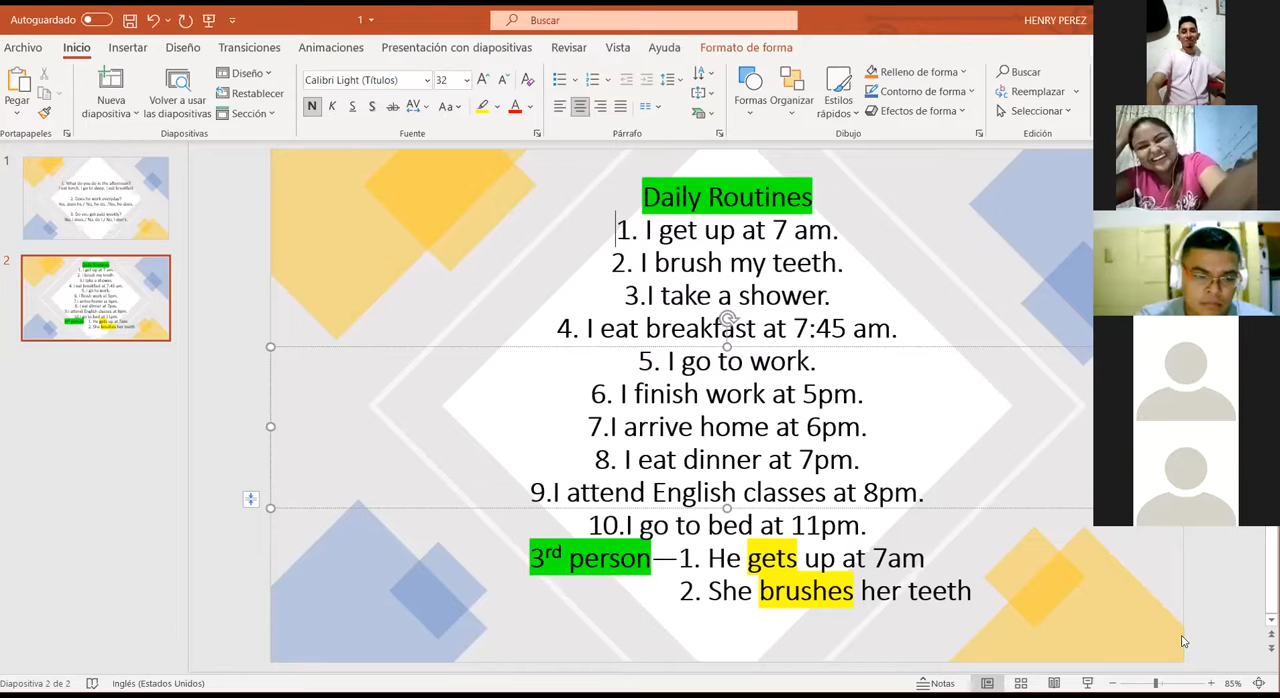 Autoguardado
1
Buscar
HENRY PEREZ
Archivo Inicio Insertar Diseño Transiciones Animaciones Presentación con diapositivas Revisar Vista Ayuda Formato de forma
Pegar
Nueva diapositiva
Volver a usar las diapositivas
Diseño
Restablecer
Sección
Calibri Light (Títulos) 32
N K S S ab AV Aa A
Formas Organizar Estilos rápidos
Relleno de forma
Contorno de forma
Efectos de forma
Buscar
Reemplazar
Seleccionar
Portapapeles Diapositivas Fuente Párrafo Dibujo Edición
1
2
Daily Routines
1. I get up at 7 am.
2. I brush my teeth.
3.I take a shower.
4. I eat breakfast at 7:45 am.
5. I go to work.
6. I finish work at 5pm.
7.I arrive home at 6pm.
8. I eat dinner at 7pm.
9.I attend English classes at 8pm.
10.I go to bed at 11pm.
3rd person—1. He gets up at 7am
2. She brushes her teeth
Diapositiva 2 de 2 Inglés (Estados Unidos) Notas 85%